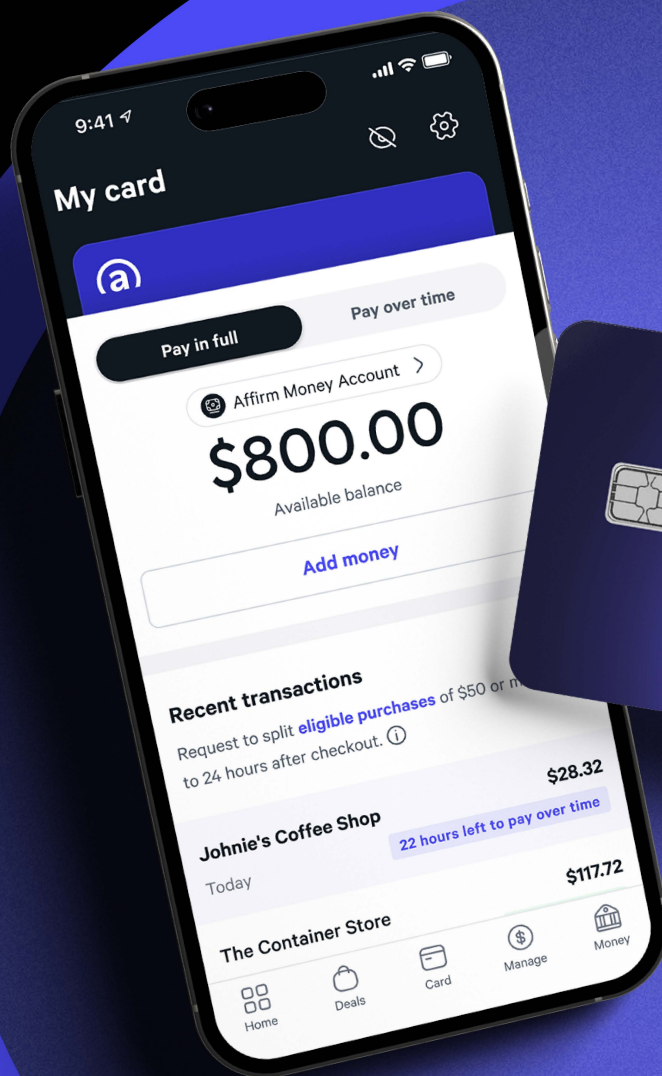 9:41
My card
a
Pay in full
Pay over time
Affirm Money Account
$800.00
Available balance
Add money
Recent transactions
Request to split eligible purchases of $50 or
to 24 hours after checkout.
Johnie's Coffee Shop
$28.32
Today
22 hours left to pay over time
The Container Store
$117.72
Home
Deals
Card
Manage
Money